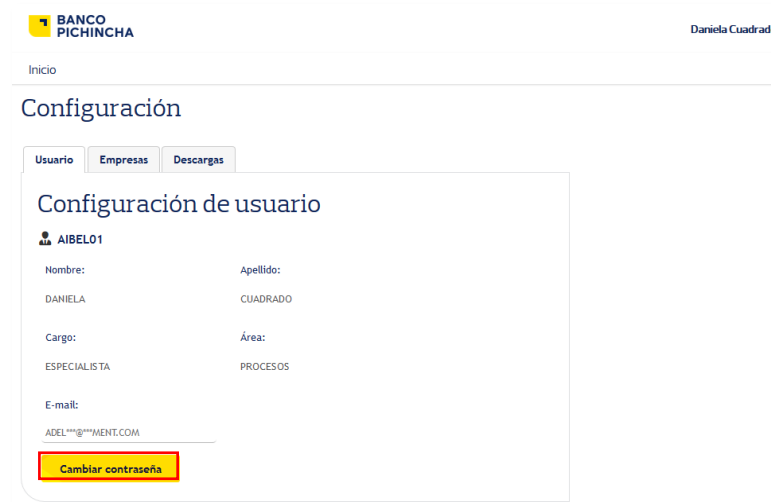 BANCO
PICHINCHA
Inicio
Configuración
Usuario Empresas Descargas
Configuración de usuario
AIBEL01
Nombre: Apellido:
DANIELA CUADRADO
Cargo: Área:
ESPECIALISTA PROCESOS
E-mail:
ADEL***@***MENT.COM
Cambiar contraseña
Daniela Cuadrad